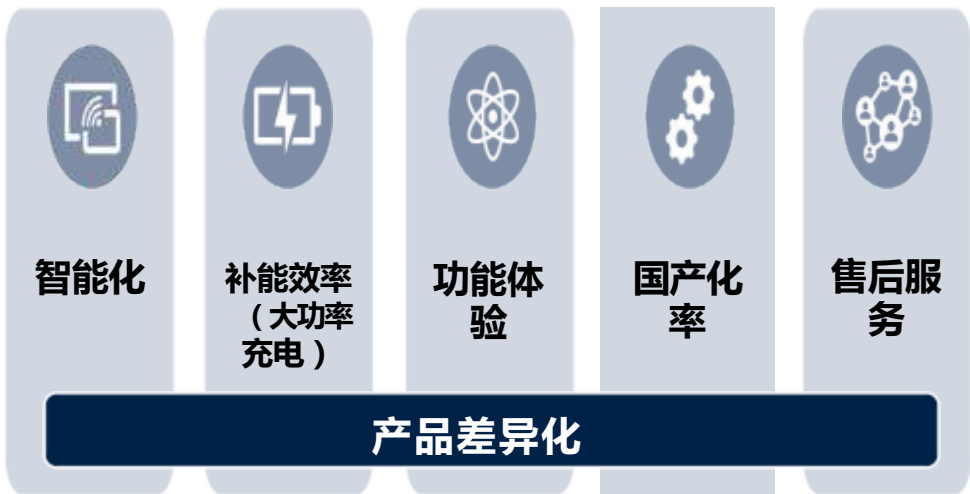 智能化
补能效率
（大功率
充电）
功能体
验
国产化
率
售后服
务
产品差异化